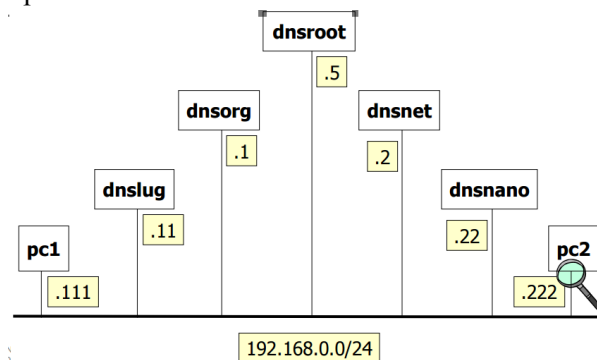 dnsroot
.5
dnsorg
dnsnet
.1
.2
dnslug
dnsnano
.11
.22
pc1
pc2
.111
.222
192.168.0.0/24